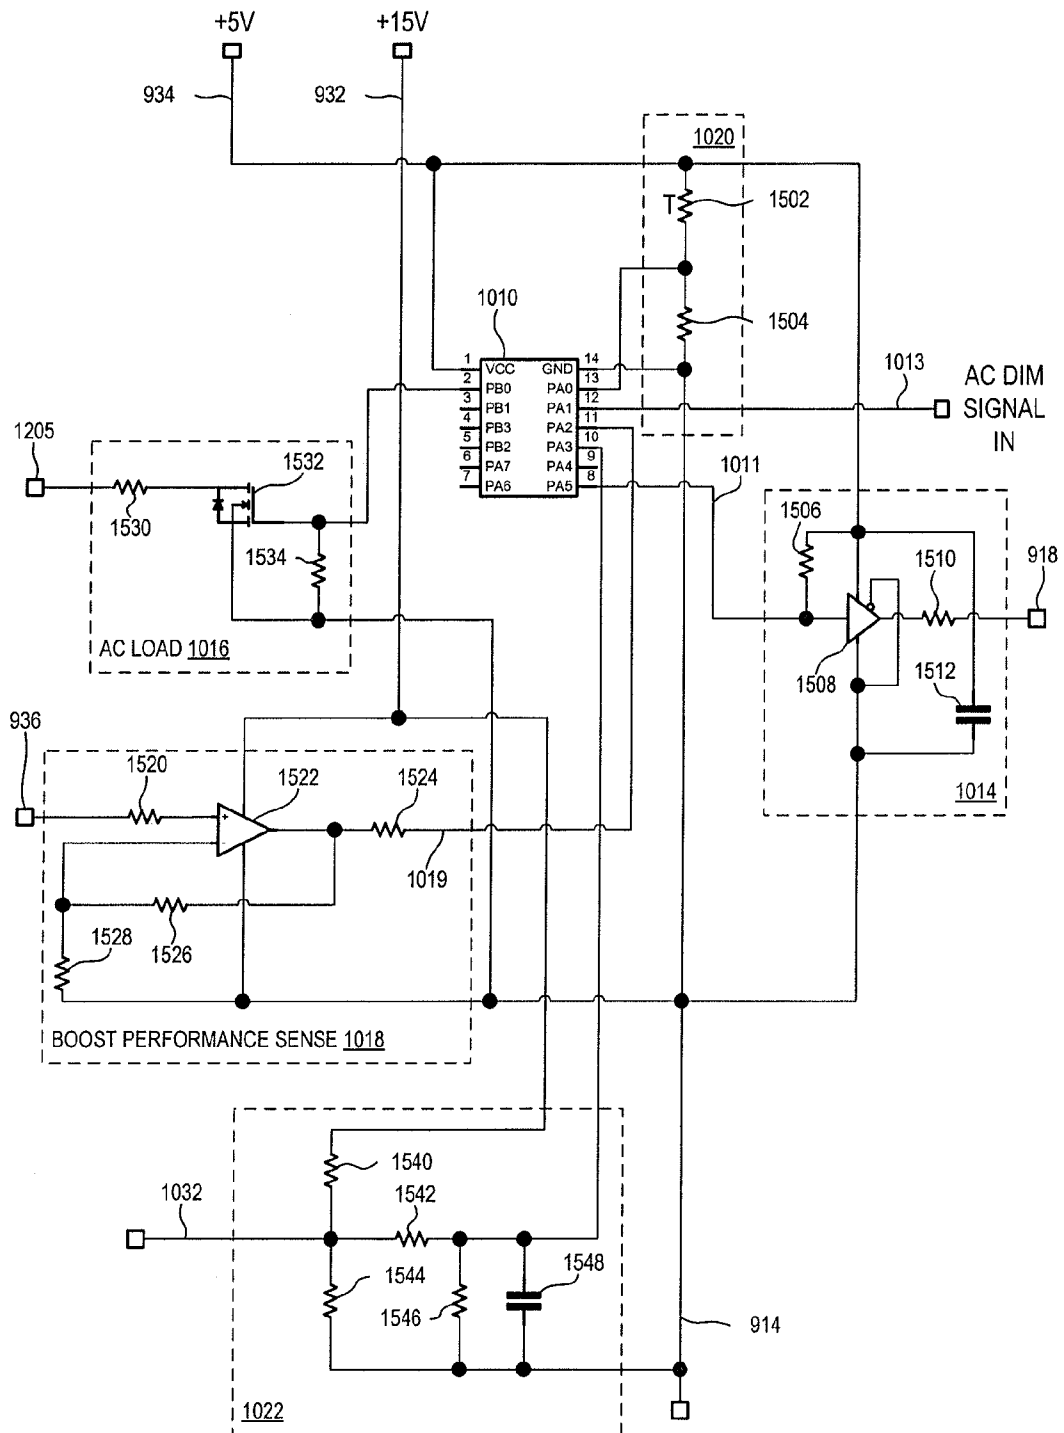 +5V
+15V
934
932
1020
T
1502
1504
1010
1 VCC GND 14
2 PB0 PA0 13
3 PB1 PA1 12
4 PB3 PA2 11
5 PB2 PA3 10
6 PA7 PA4 9
7 PA6 PA5 8
1013
AC DIM
SIGNAL
IN
1205
1530
1532
1534
AC LOAD 1016
1011
1506
1510
918
1508
1512
1014
936
1520
+
-
1522
1524
1019
1526
1528
BOOST PERFORMANCE SENSE 1018
1540
1032
1542
1544
1546
1548
914
1022